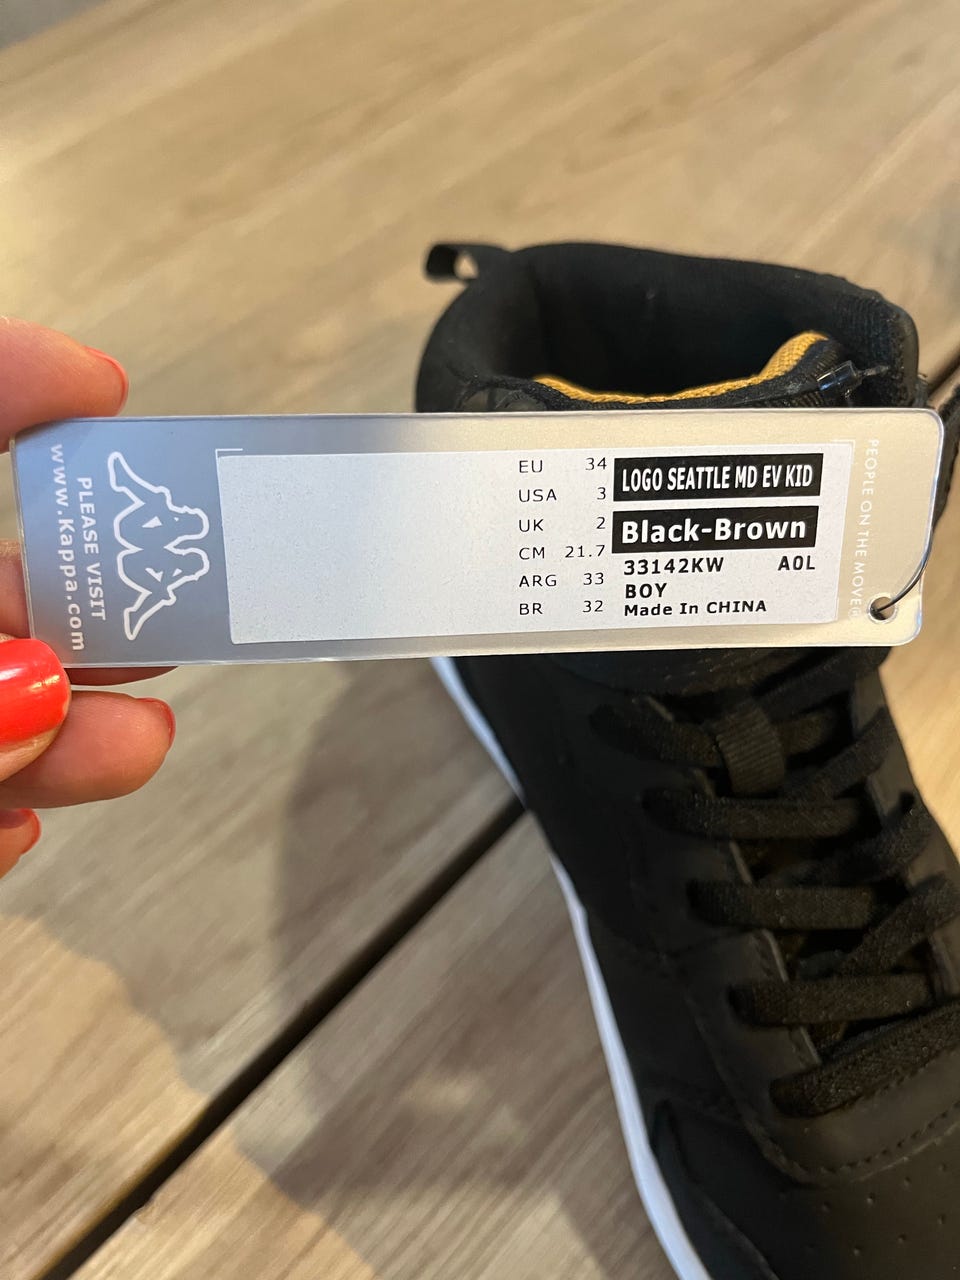 www.Kappa.com
PLEASE VISIT
EU 34
USA 3
UK 2
CM 21.7
ARG 33
BR 32
LOGO SEATTLE MD EV KID
Black-Brown
33142KW A0L
BOY
Made In CHINA
PEOPLE ON THE MOVE®